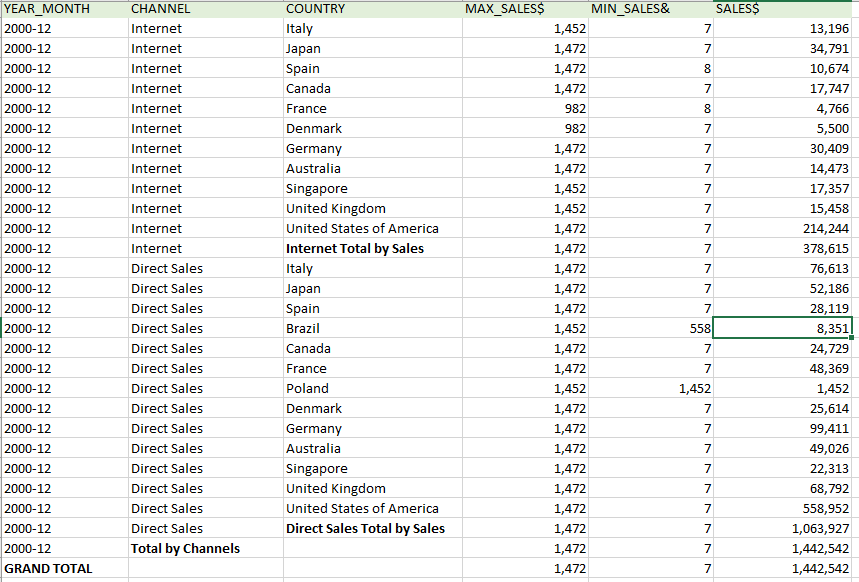 YEAR_MONTH CHANNEL COUNTRY MAX_SALES$ MIN_SALES& SALES$
2000-12 Internet Italy 1,452 7 13,196
2000-12 Internet Japan 1,472 7 34,791
2000-12 Internet Spain 1,472 8 10,674
2000-12 Internet Canada 1,472 7 17,747
2000-12 Internet France 982 8 4,766
2000-12 Internet Denmark 982 7 5,500
2000-12 Internet Germany 1,472 7 30,409
2000-12 Internet Australia 1,472 7 14,473
2000-12 Internet Singapore 1,452 7 17,357
2000-12 Internet United Kingdom 1,452 7 15,458
2000-12 Internet United States of America 1,472 7 214,244
2000-12 Internet Internet Total by Sales 1,472 7 378,615
2000-12 Direct Sales Italy 1,472 7 76,613
2000-12 Direct Sales Japan 1,472 7 52,186
2000-12 Direct Sales Spain 1,472 7 28,119
2000-12 Direct Sales Brazil 1,452 558 8,351
2000-12 Direct Sales Canada 1,472 7 24,729
2000-12 Direct Sales France 1,472 7 48,369
2000-12 Direct Sales Poland 1,452 1,452 1,452
2000-12 Direct Sales Denmark 1,472 7 25,614
2000-12 Direct Sales Germany 1,472 7 99,411
2000-12 Direct Sales Australia 1,472 7 49,026
2000-12 Direct Sales Singapore 1,472 7 22,313
2000-12 Direct Sales United Kingdom 1,472 7 68,792
2000-12 Direct Sales United States of America 1,472 7 558,952
2000-12 Direct Sales Direct Sales Total by Sales 1,472 7 1,063,927
2000-12 Total by Channels 1,472 7 1,442,542
GRAND TOTAL 1,472 7 1,442,542